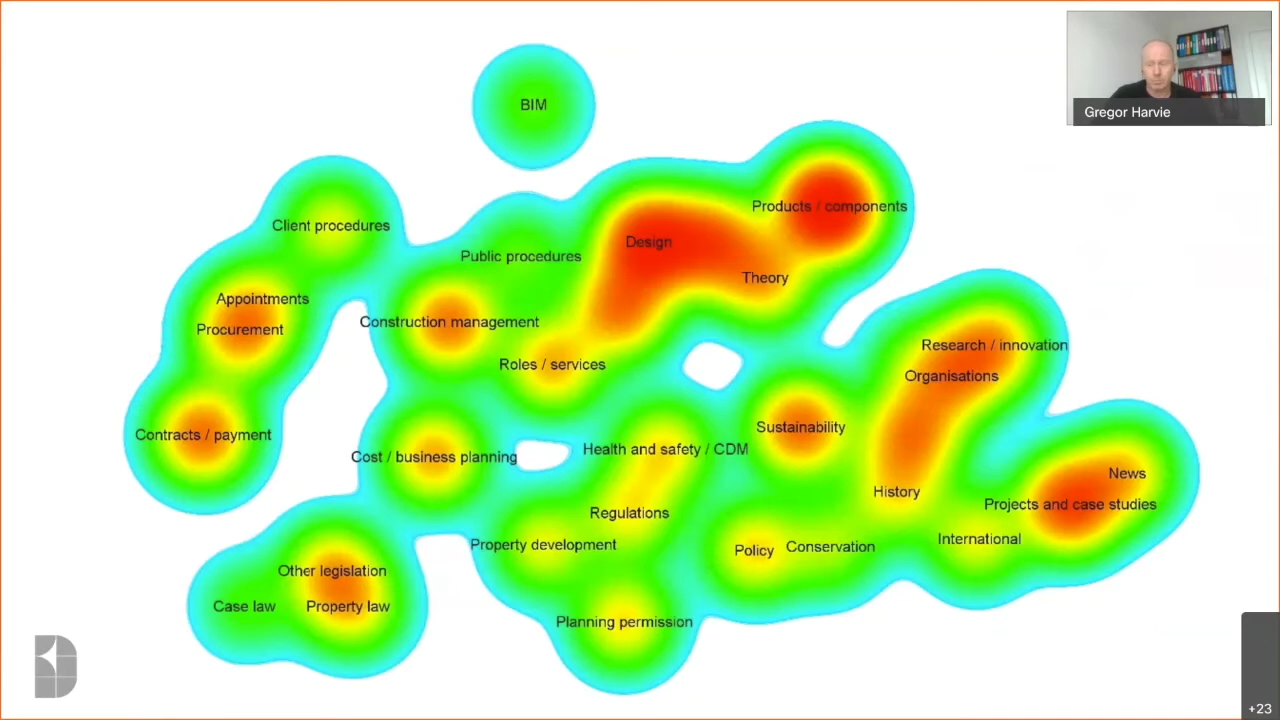 BIM
Gregor Harvie
Products / components
Client procedures
Design
Public procedures
Theory
Appointments
Construction management
Procurement
Research / innovation
Roles / services
Organisations
Sustainability
Contracts / payment
Health and safety / CDM
Cost / business planning
News
History
Projects and case studies
Regulations
International
Property development
Policy
Conservation
Other legislation
Case law
Property law
Planning permission
+23